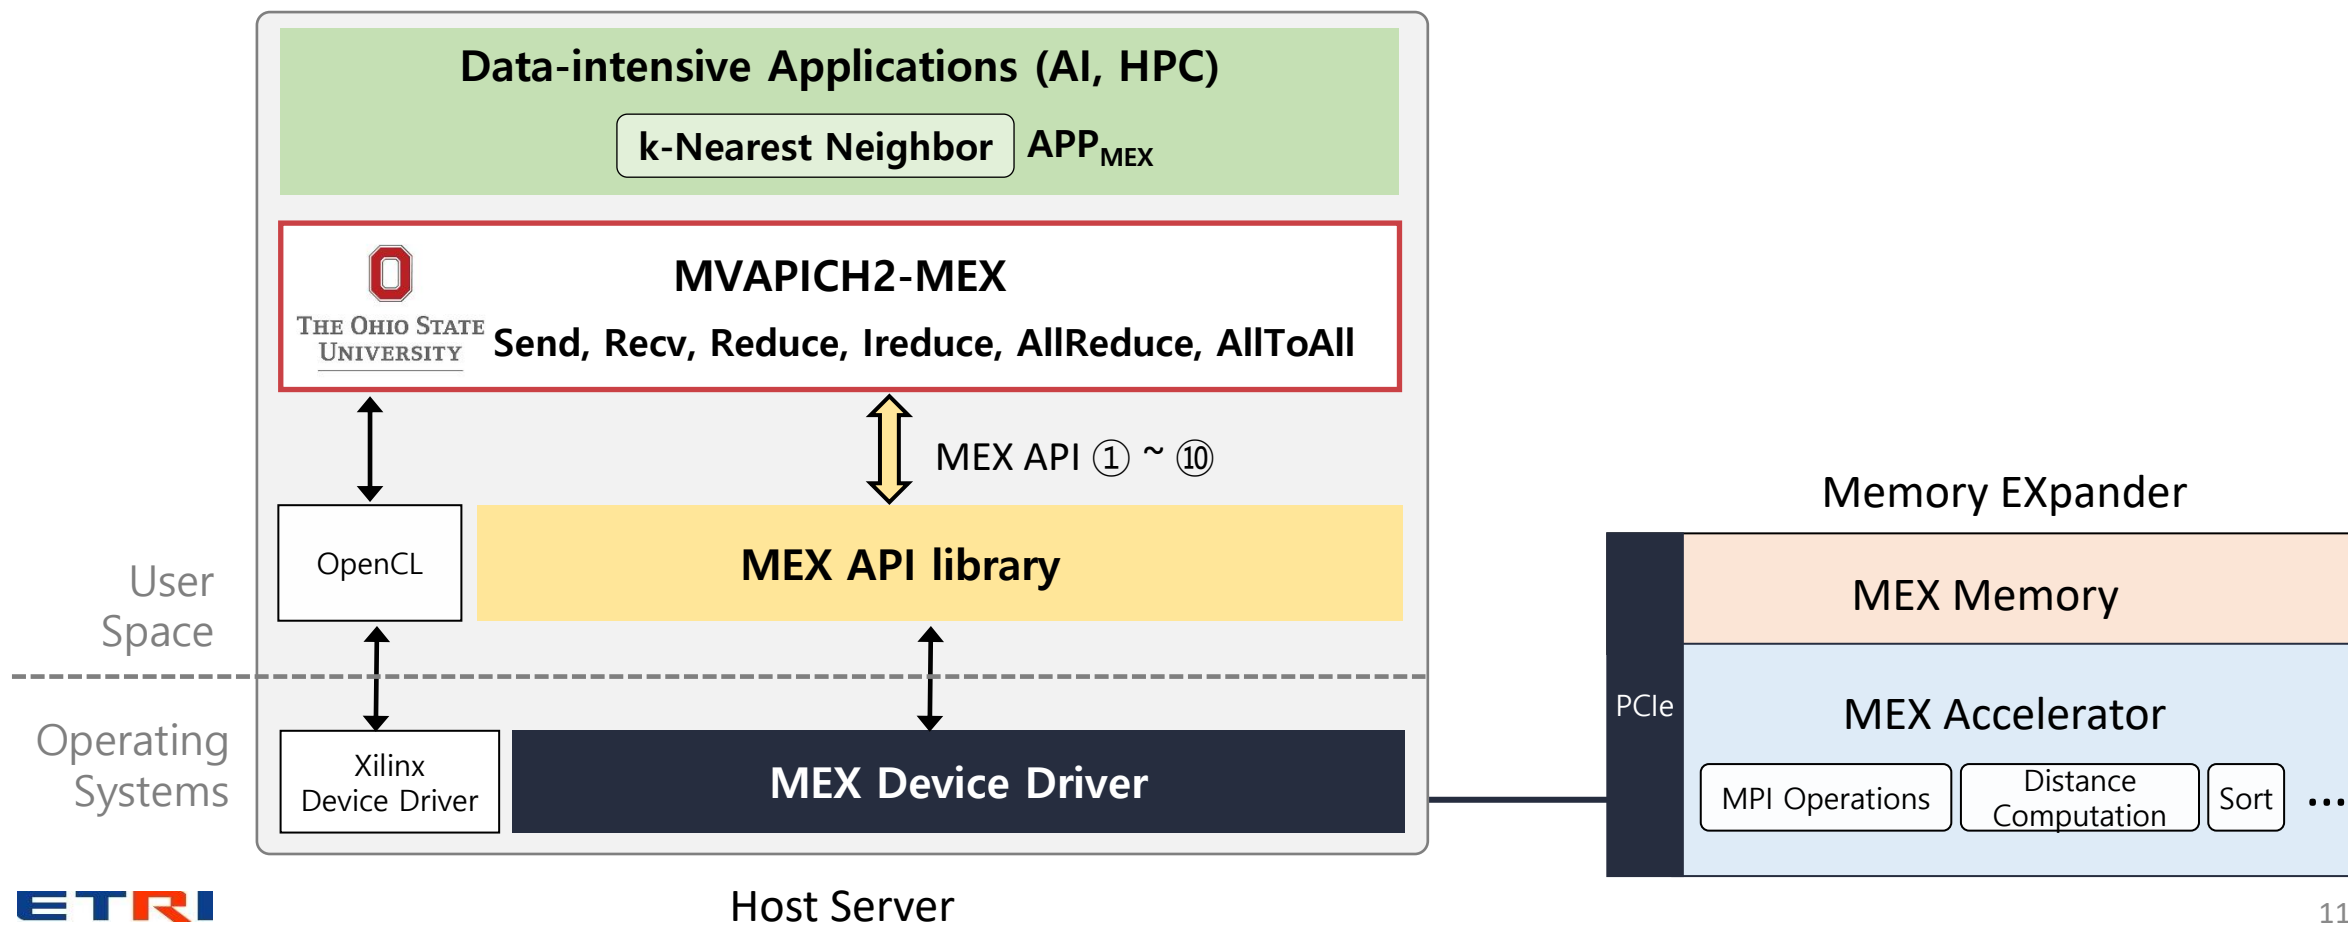 Data-intensive Applications (AI, HPC)
k-Nearest Neighbor
APPMEX
MVAPICH2-MEX
THE OHIO STATE
UNIVERSITY
Send, Recv, Reduce, Ireduce, AllReduce, AllToAll
MEX API ① ~ ⑩
OpenCL
MEX API library
User
Space
Operating
Systems
Xilinx
Device Driver
MEX Device Driver
Host Server
Memory EXpander
PCIe
MEX Memory
MEX Accelerator
MPI Operations
Distance
Computation
Sort
...
ETRI
11